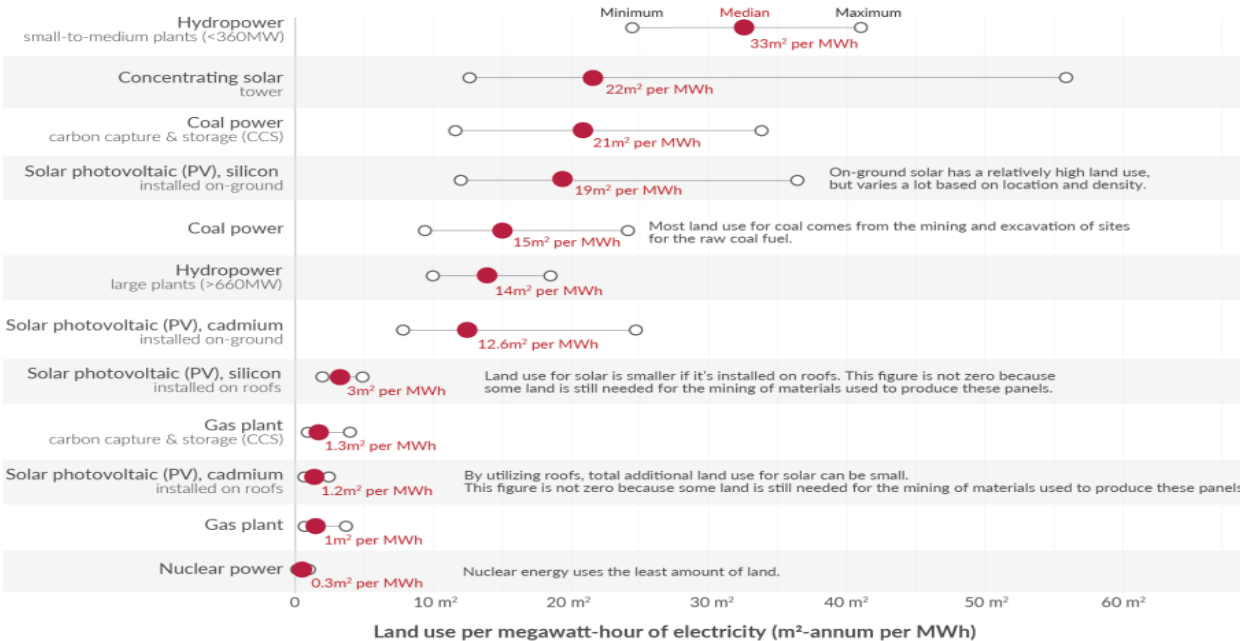 Minimum Median Maximum
Hydropower
small-to-medium plants (<360MW)
33m² per MWh
Concentrating solar
tower
22m² per MWh
Coal power
carbon capture & storage (CCS)
21m² per MWh
Solar photovoltaic (PV), silicon
installed on-ground
19m² per MWh
On-ground solar has a relatively high land use,
but varies a lot based on location and density.
Coal power
15m² per MWh
Most land use for coal comes from the mining and excavation of sites
for the raw coal fuel.
Hydropower
large plants (>660MW)
14m² per MWh
Solar photovoltaic (PV), cadmium
installed on-ground
12.6m² per MWh
Solar photovoltaic (PV), silicon
installed on roofs
3m² per MWh
Land use for solar is smaller if it's installed on roofs. This figure is not zero because
some land is still needed for the mining of materials used to produce these panels.
Gas plant
carbon capture & storage (CCS)
1.3m² per MWh
Solar photovoltaic (PV), cadmium
installed on roofs
1.2m² per MWh
By utilizing roofs, total additional land use for solar can be small.
This figure is not zero because some land is still needed for the mining of materials used to produce these panels
Gas plant
1m² per MWh
Nuclear power
0.3m² per MWh
Nuclear energy uses the least amount of land.
0 10 m² 20 m² 30 m² 40 m² 50 m² 60 m²
Land use per megawatt-hour of electricity (m²-annum per MWh)